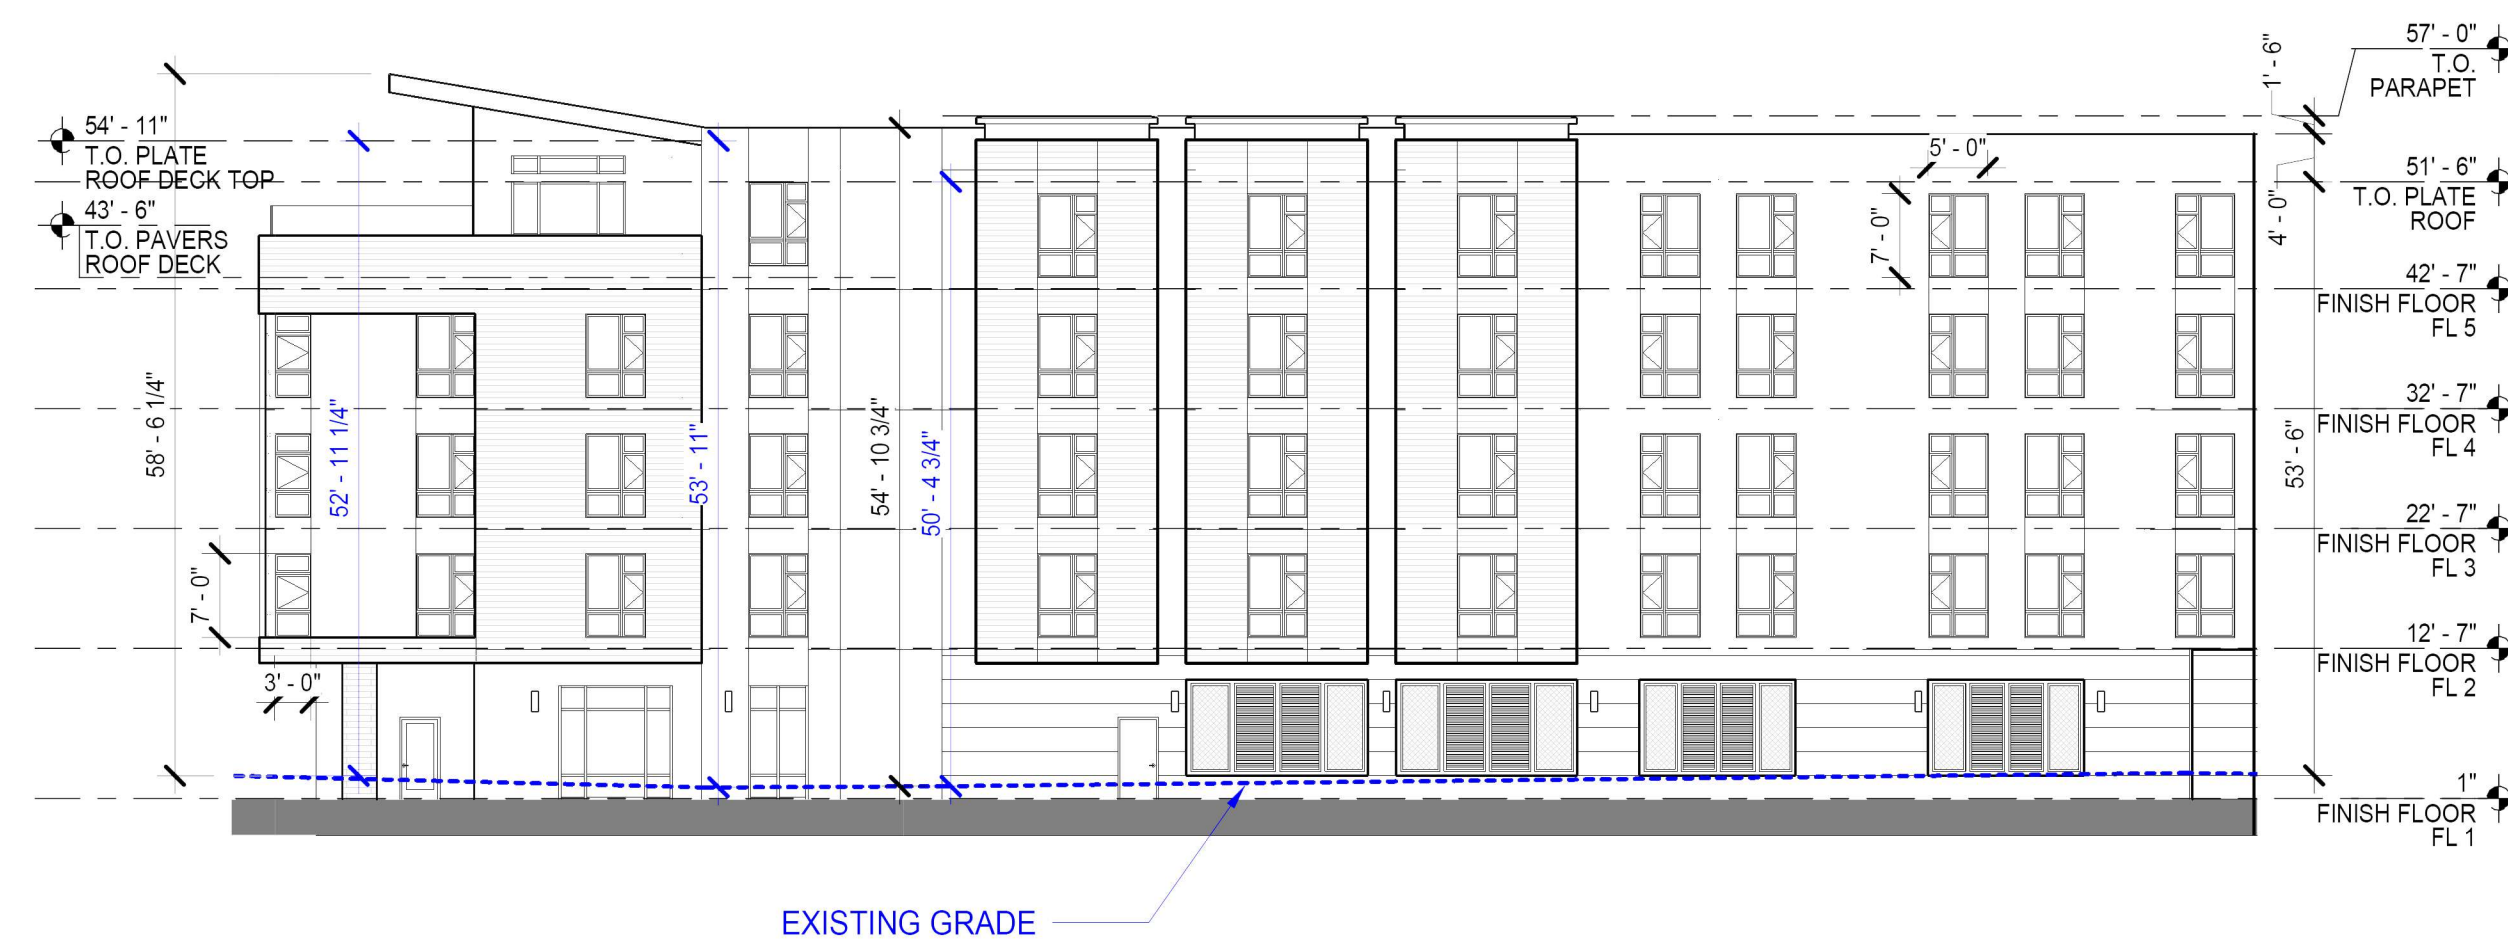 57' - 0"
T.O.
PARAPET
1' - 6"
54' - 11"
T.O. PLATE
ROOF DECK TOP
5' - 0"
51' - 6"
T.O. PLATE
ROOF
43' - 6"
T.O. PAVERS
ROOF DECK
7' - 0"
4' - 0"
42' - 7"
FINISH FLOOR
FL 5
58' - 6 1/4"
52' - 11 1/4"
53' - 11"
54' - 10 3/4"
50' - 4 3/4"
32' - 7"
FINISH FLOOR
FL 4
53' - 6"
22' - 7"
FINISH FLOOR
FL 3
7' - 0"
12' - 7"
FINISH FLOOR
FL 2
3' - 0"
1"
FINISH FLOOR
FL 1
EXISTING GRADE